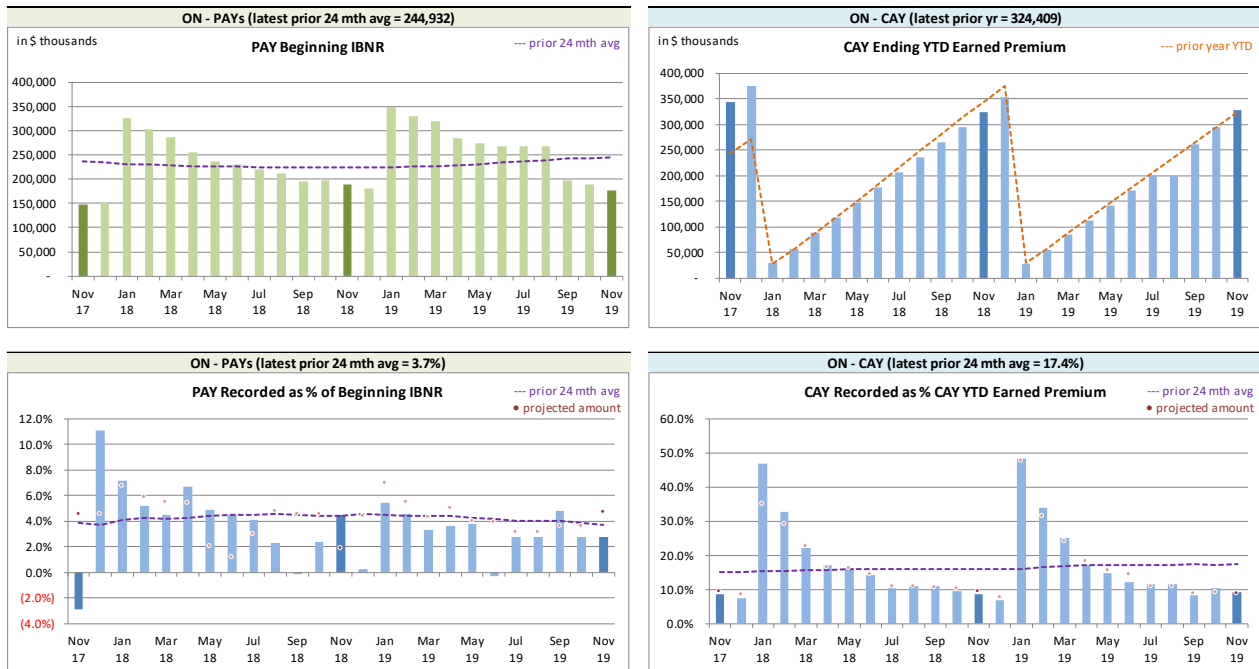 ON - PAYs (latest prior 24 mth avg = 244,932)
in $ thousands
PAY Beginning IBNR
--- prior 24 mth avg
400,000
350,000
300,000
250,000
200,000
150,000
100,000
50,000
-
Nov Jan Mar May Jul Sep Nov Jan Mar May Jul Sep Nov
17 18 18 18 18 18 18 19 19 19 19 19 19
ON - CAY (latest prior yr = 324,409)
in $ thousands
CAY Ending YTD Earned Premium
--- prior year YTD
400,000
350,000
300,000
250,000
200,000
150,000
100,000
50,000
-
Nov Jan Mar May Jul Sep Nov Jan Mar May Jul Sep Nov
17 18 18 18 18 18 18 19 19 19 19 19 19
ON - PAYs (latest prior 24 mth avg = 3.7%)
PAY Recorded as % of Beginning IBNR
--- prior 24 mth avg
• projected amount
12.0%
10.0%
8.0%
6.0%
4.0%
2.0%
0.0%
(2.0%)
(4.0%)
Nov Jan Mar May Jul Sep Nov Jan Mar May Jul Sep Nov
17 18 18 18 18 18 18 19 19 19 19 19 19
ON - CAY (latest prior 24 mth avg = 17.4%)
CAY Recorded as % CAY YTD Earned Premium
--- prior 24 mth avg
• projected amount
60.0%
50.0%
40.0%
30.0%
20.0%
10.0%
0.0%
Nov Jan Mar May Jul Sep Nov Jan Mar May Jul Sep Nov
17 18 18 18 18 18 18 19 19 19 19 19 19